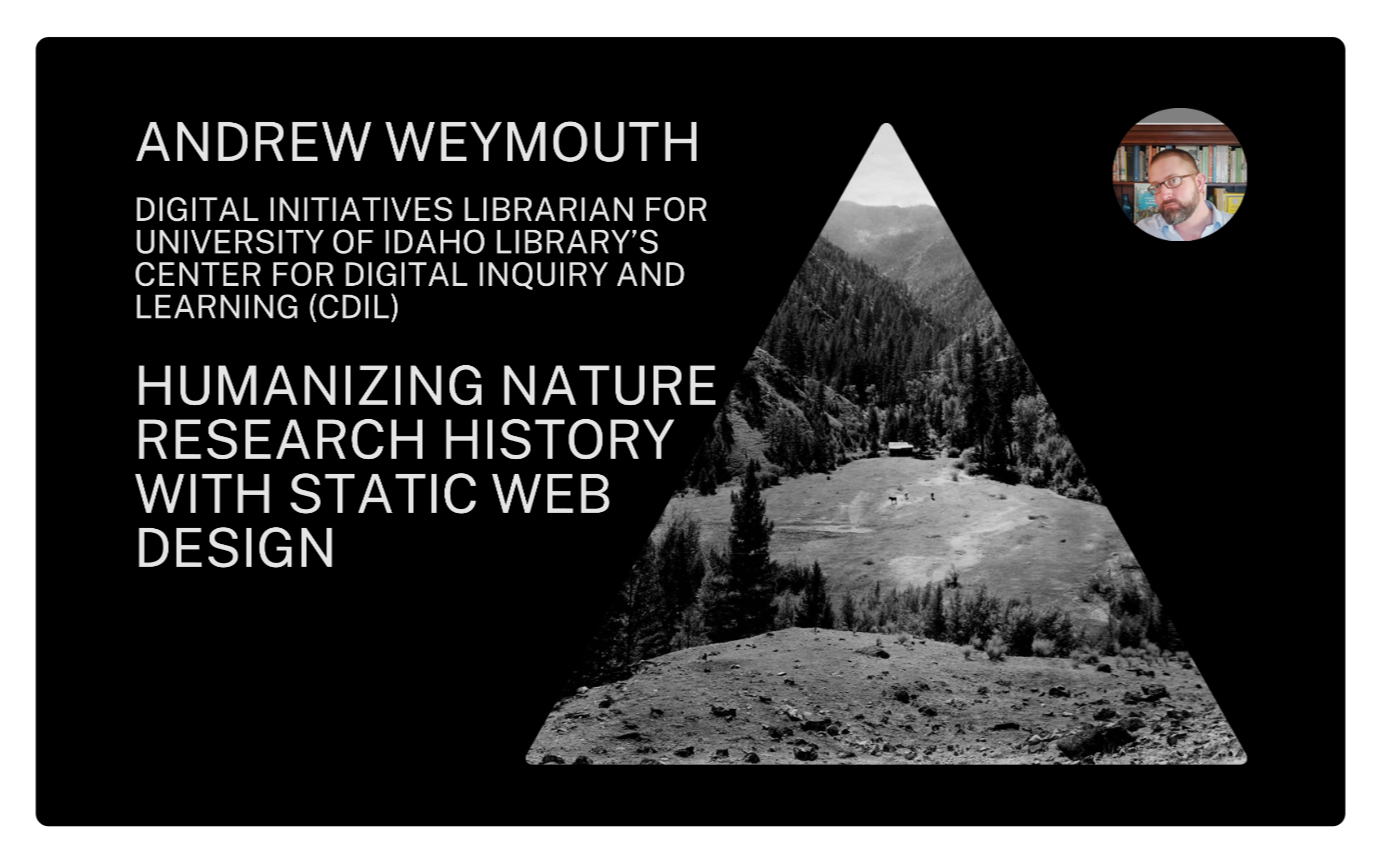 ANDREW WEYMOUTH
DIGITAL INITIATIVES LIBRARIAN FOR
UNIVERSITY OF IDAHO LIBRARY’S
CENTER FOR DIGITAL INQUIRY AND
LEARNING (CDIL)
HUMANIZING NATURE
RESEARCH HISTORY
WITH STATIC WEB
DESIGN